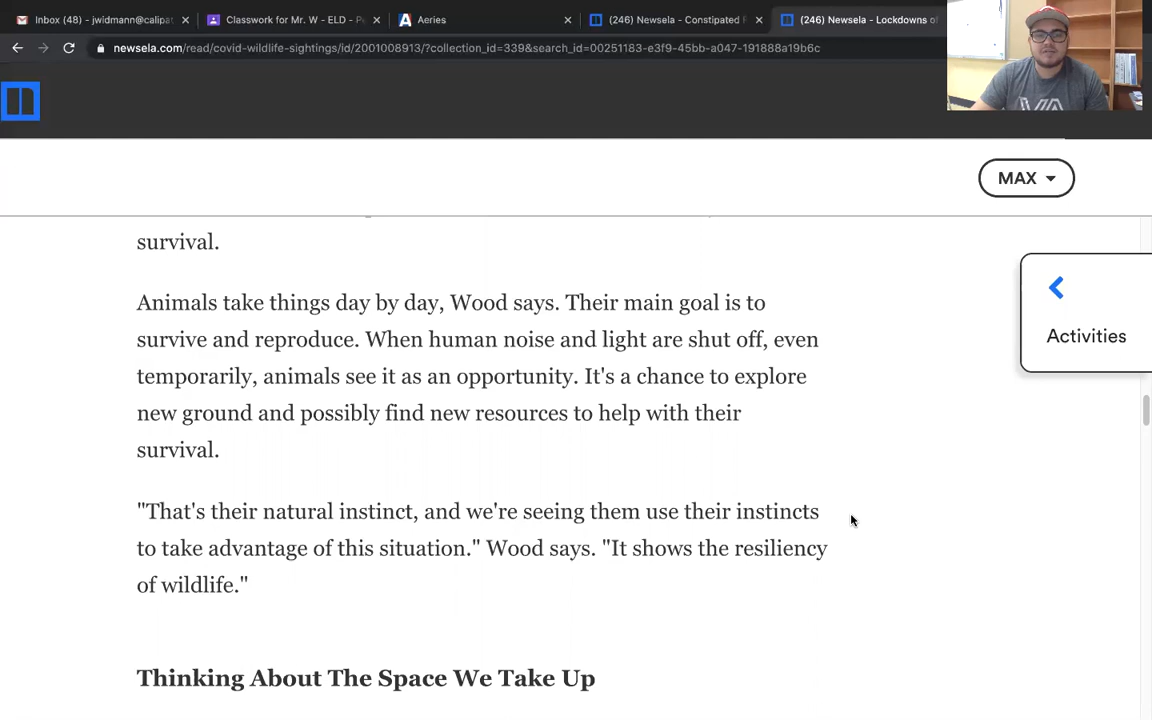 Inbox (48) - jwidmann@calipat
Classwork for Mr. W - ELD - Pe
Aeries
(246) Newsela - Constipated
(246) Newsela - Lockdowns of
newsela.com/read/covid-wildlife-sightings/id/2001008913/?collection_id=339&search_id=00251183-e3f9-45bb-a047-191888a19b6c
MAX
survival.
Animals take things day by day, Wood says. Their main goal is to
survive and reproduce. When human noise and light are shut off, even
temporarily, animals see it as an opportunity. It's a chance to explore
new ground and possibly find new resources to help with their
survival.
"That's their natural instinct, and we're seeing them use their instincts
to take advantage of this situation." Wood says. "It shows the resiliency
of wildlife."
Thinking About The Space We Take Up
Activities